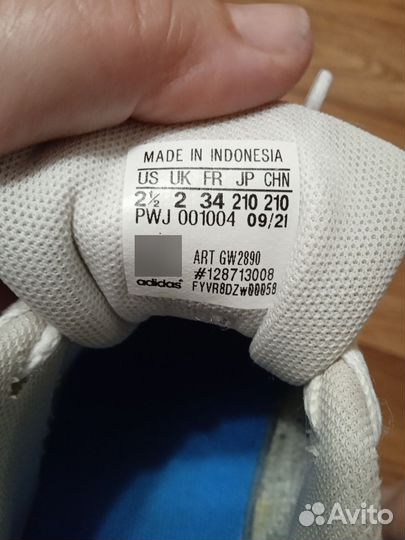 MADE IN INDONESIA
US UK FR JP CHN
2½ 2 34 210 210
PWJ 001004 09/21
ART GW2890
#128713008
adidas FYVR8DZw00058
Avito